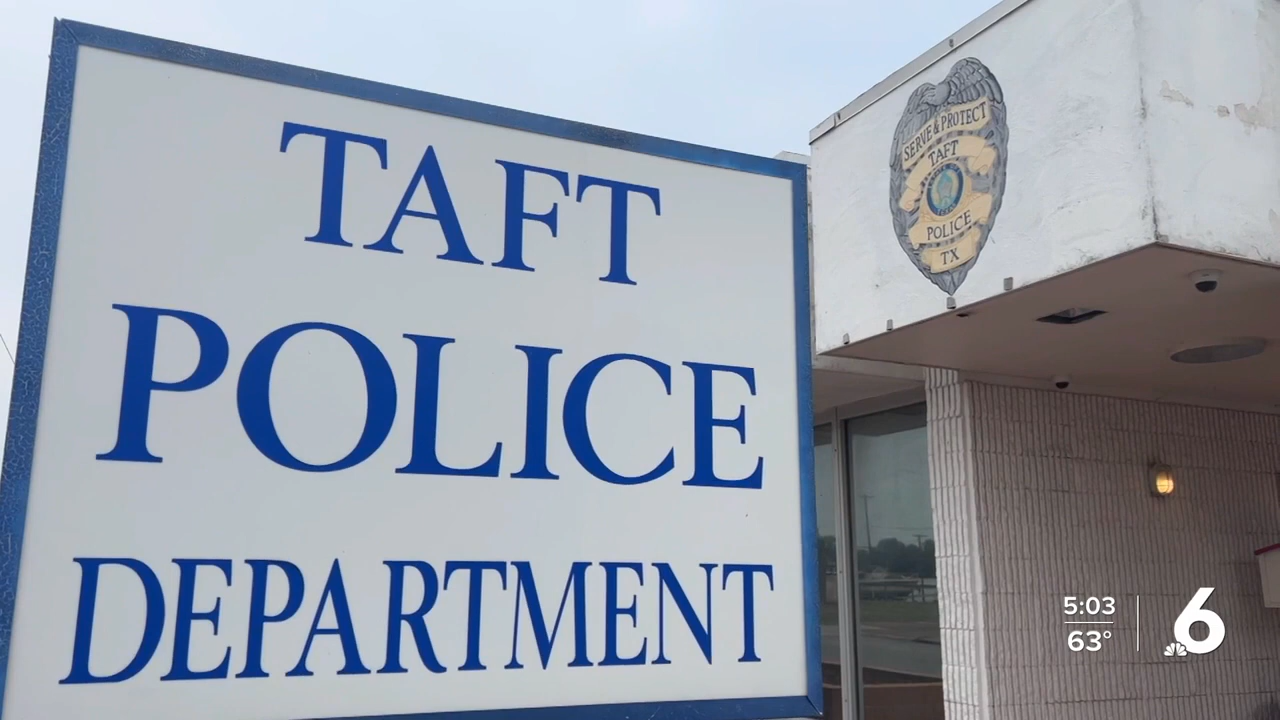 TAFT
POLICE
DEPARTMENT
SERVE & PROTECT
TAFT
POLICE
TX
5:03
63°
6